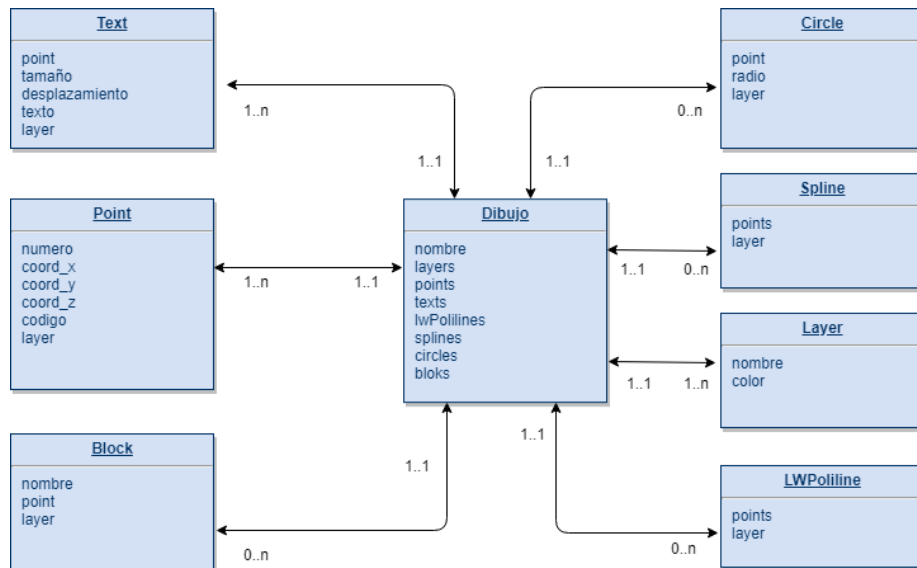 Text
point
tamaño
desplazamiento
texto
layer
1..n
1..1
Circle
point
radio
layer
0..n
1..1
Point
numero
coord_x
coord_y
coord_z
codigo
layer
1..n
1..1
Dibujo
nombre
layers
points
texts
lwPolilines
splines
circles
bloks
Spline
points
layer
1..1
0..n
Layer
nombre
color
1..1
1..n
Block
nombre
point
layer
1..1
0..n
LWPoliline
points
layer
1..1
0..n